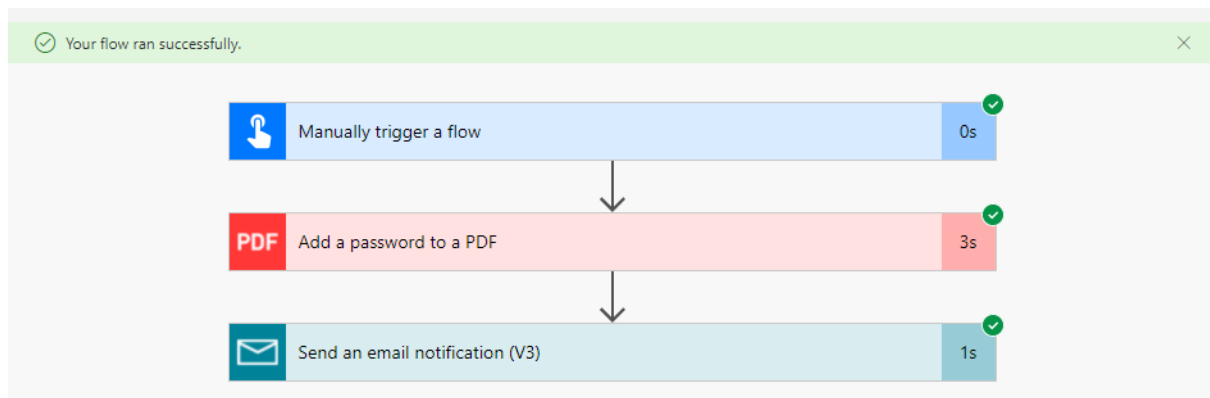 Your flow ran successfully.
Manually trigger a flow 0s
PDF Add a password to a PDF 3s
Send an email notification (V3) 1s